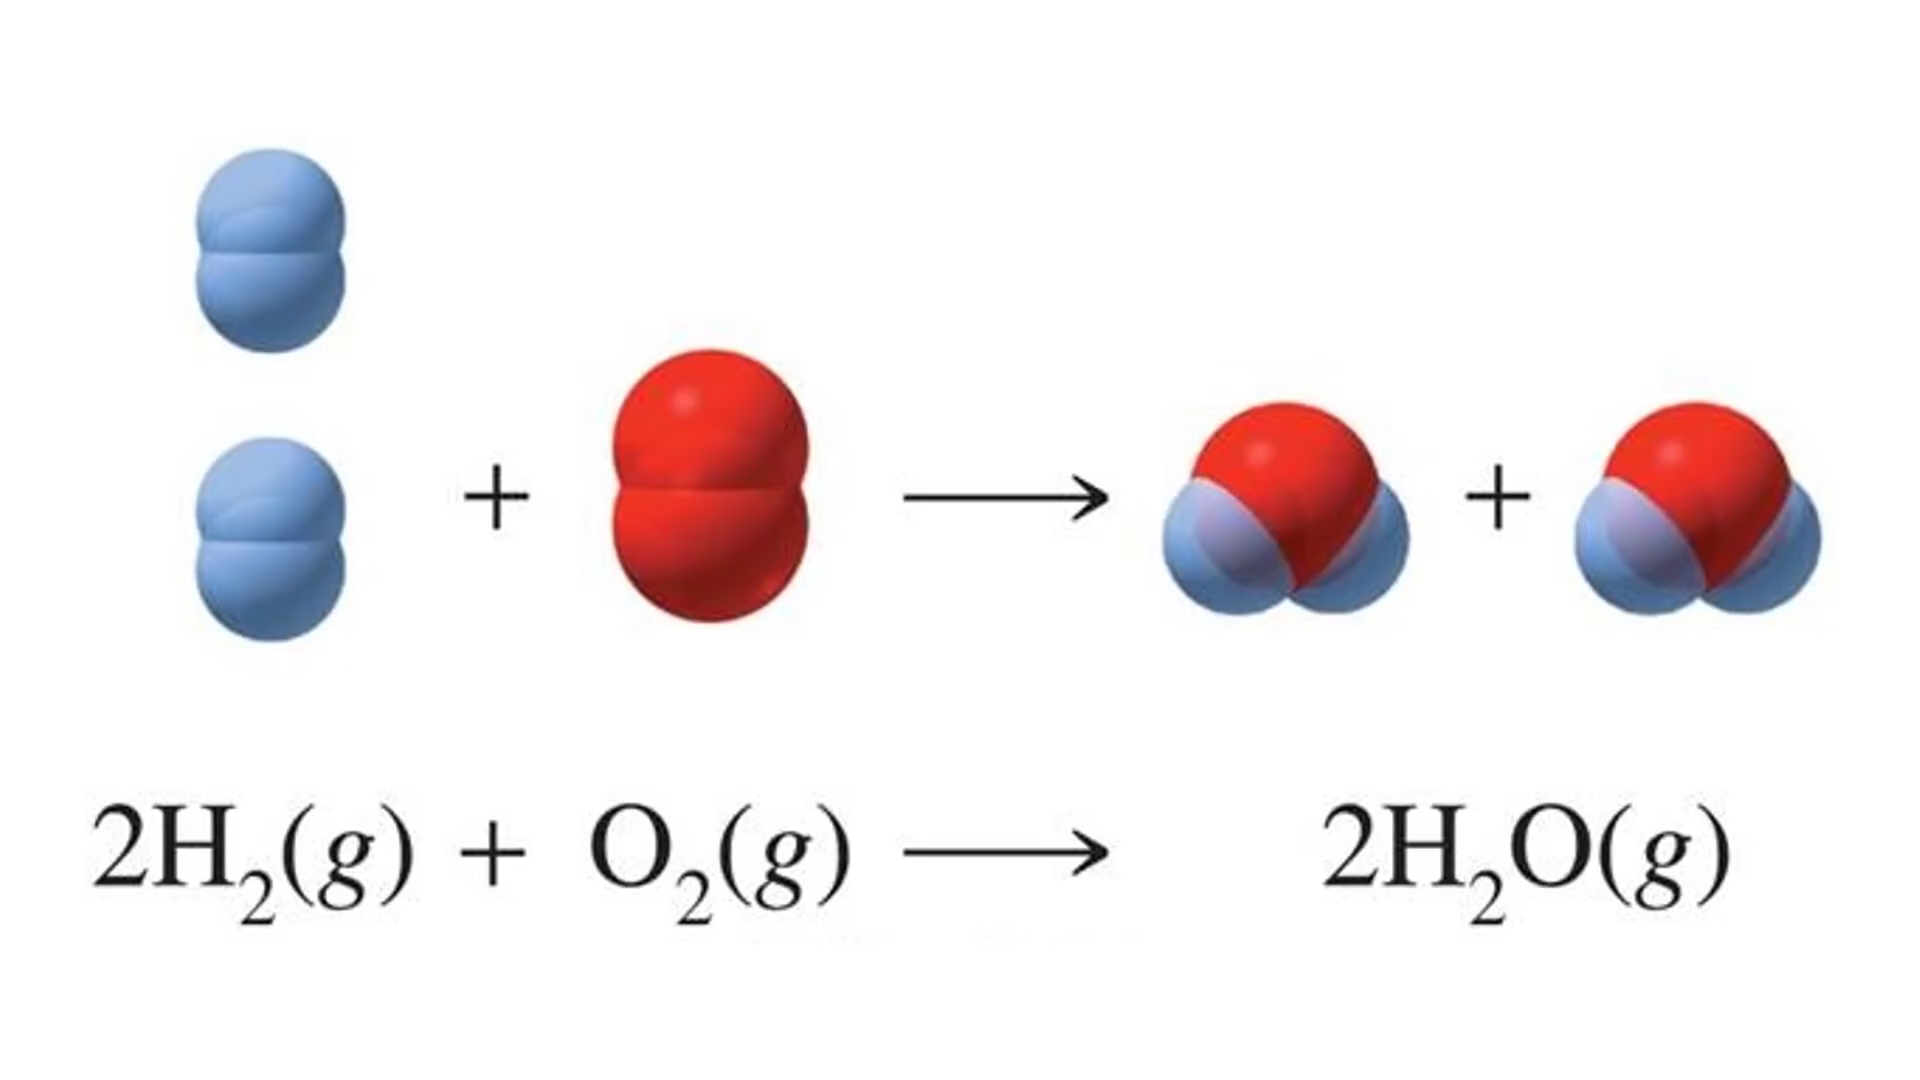 + ⟶ +
2H₂(g) + O₂(g) ⟶ 2H₂O(g)